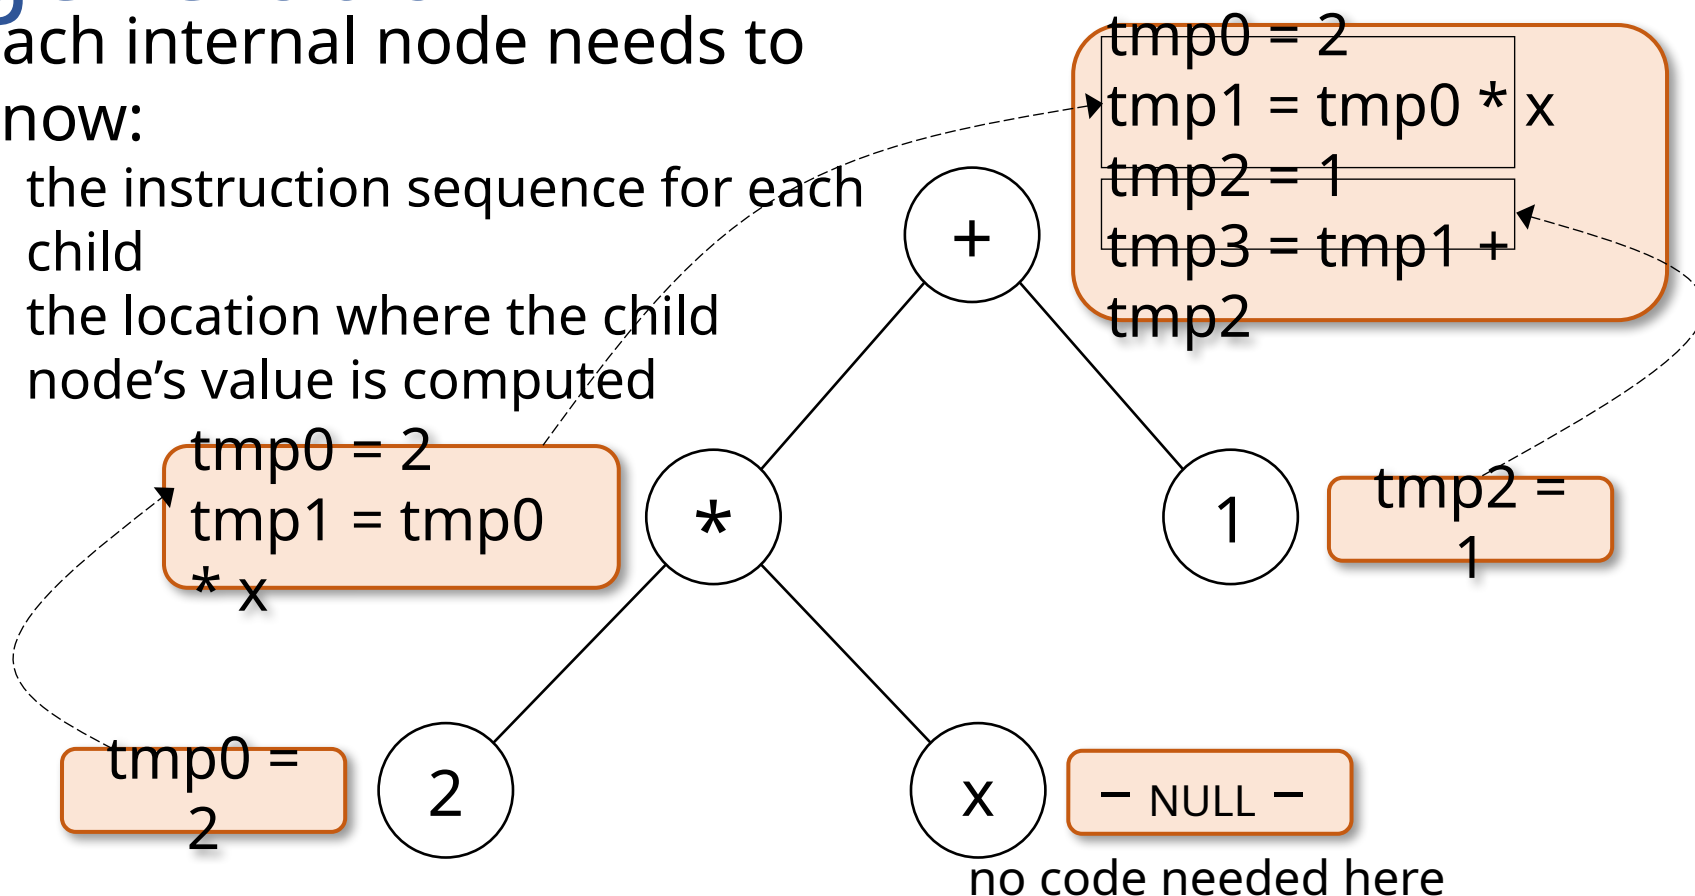 ach internal node needs to
now:
the instruction sequence for each
child
the location where the child
node’s value is computed
tmp0 = 2
tmp1 = tmp0 * x
tmp2 = 1
tmp3 = tmp1 +
tmp2
+
tmp0 = 2
tmp1 = tmp0
* x
*
1
tmp2 =
1
tmp0 =
2
2
x
– NULL –
no code needed here